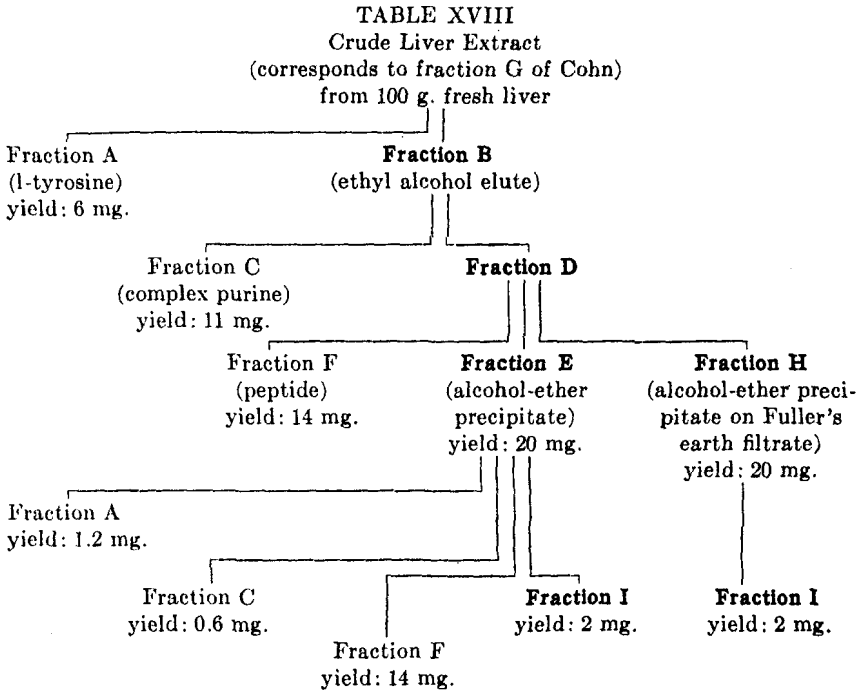 TABLE XVIII
Crude Liver Extract
(corresponds to fraction G of Cohn)
from 100 g. fresh liver
Fraction A
(l-tyrosine)
yield: 6 mg.
Fraction B
(ethyl alcohol elute)
Fraction C
(complex purine)
yield: 11 mg.
Fraction D
Fraction F
(peptide)
yield: 14 mg.
Fraction E
(alcohol-ether
precipitate)
yield: 20 mg.
Fraction H
(alcohol-ether preci-
pitate on Fuller's
earth filtrate)
yield: 20 mg.
Fraction A
yield: 1.2 mg.
Fraction C
yield: 0.6 mg.
Fraction F
yield: 14 mg.
Fraction I
yield: 2 mg.
Fraction I
yield: 2 mg.